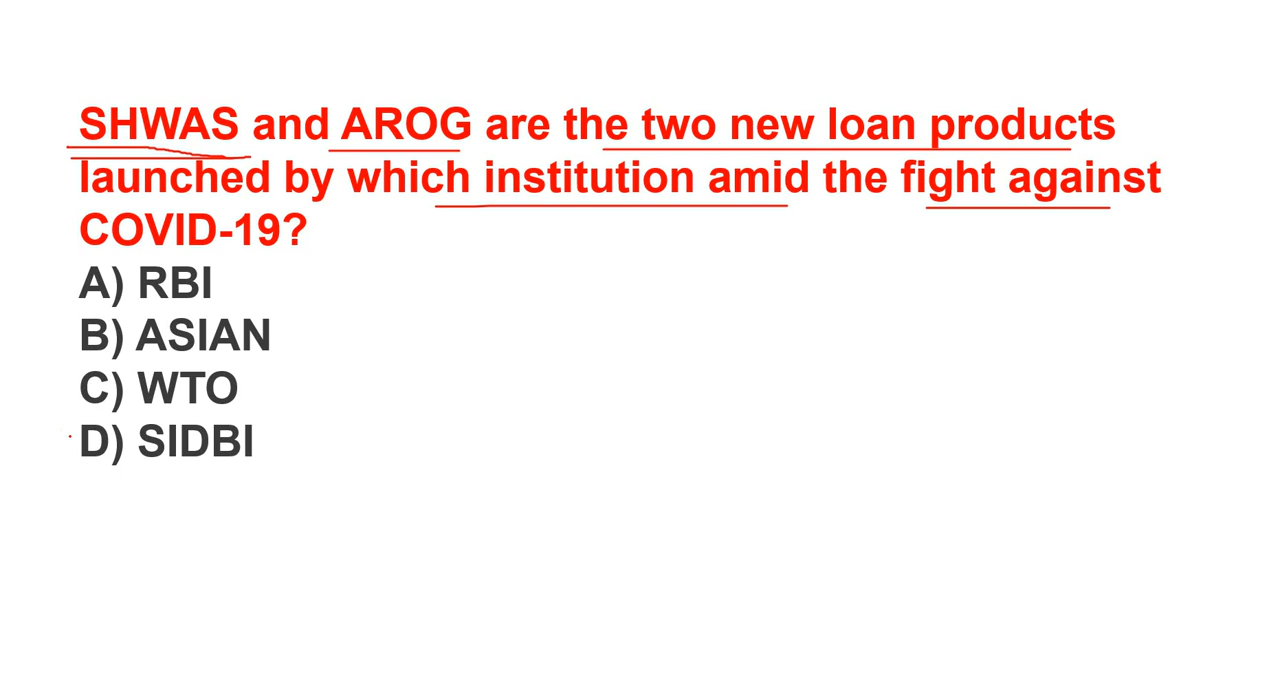 SHWAS and AROG are the two new loan products
launched by which institution amid the fight against
COVID-19?
A) RBI
B) ASIAN
C) WTO
D) SIDBI